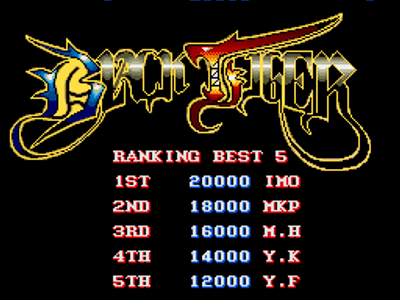 BLACK TIGER
RANKING BEST 5
1ST 20000 IMO
2ND 18000 MKP
3RD 16000 M.H
4TH 14000 Y.K
5TH 12000 Y.F